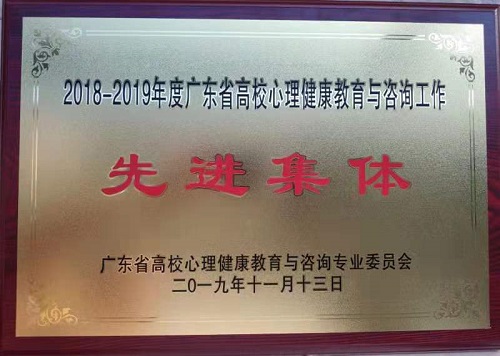 2018-2019年度广东省高校心理健康教育与咨询工作
先进集体
广东省高校心理健康教育与咨询专业委员会
二〇一九年十一月十三日